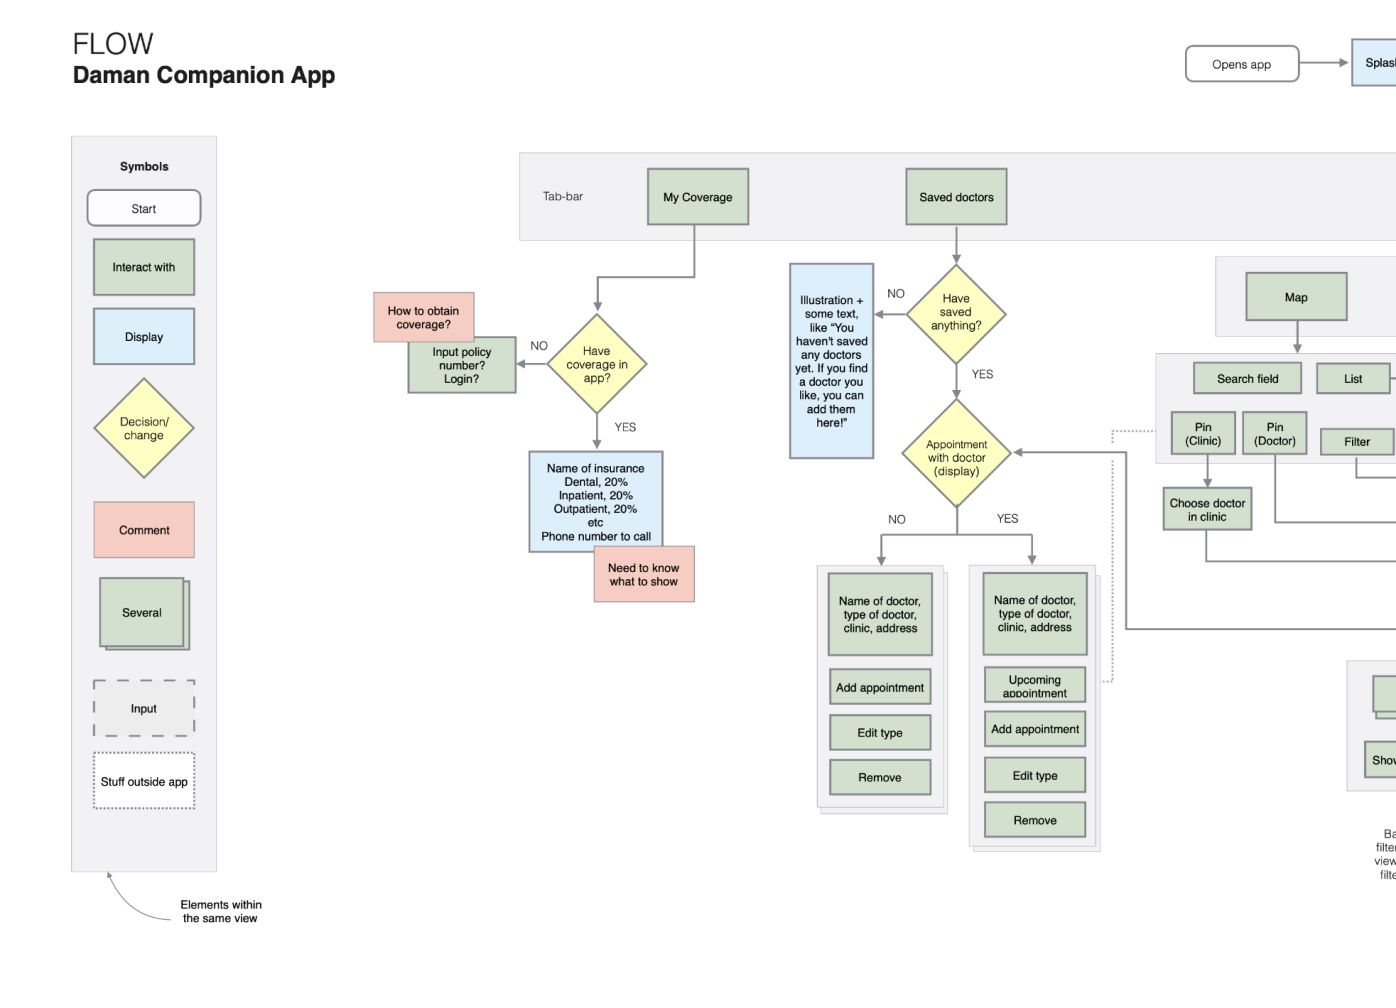 FLOW
Daman Companion App
Opens app
Symbols
Start
Interact with
Display
Decision/
change
Comment
Several
Input
Stuff outside app
Elements within
the same view
Tab-bar
My Coverage
Saved doctors
How to obtain
coverage?
Input policy
number?
Login?
NO
Have
coverage in
app?
YES
Name of insurance
Dental, 20%
Inpatient, 20%
Outpatient, 20%
etc
Phone number to call
Need to know
what to show
Illustration +
some text,
like “You
haven't saved
any doctors
yet. If you find
a doctor you
like, you can
add them
here!”
NO
Have
saved
anything?
YES
Appointment
with doctor
(display)
NO
YES
Name of doctor,
type of doctor,
clinic, address
Add appointment
Edit type
Remove
Name of doctor,
type of doctor,
clinic, address
Upcoming
appointment
Add appointment
Edit type
Remove
Map
Search field
List
Pin
(Clinic)
Pin
(Doctor)
Filter
Choose doctor
in clinic